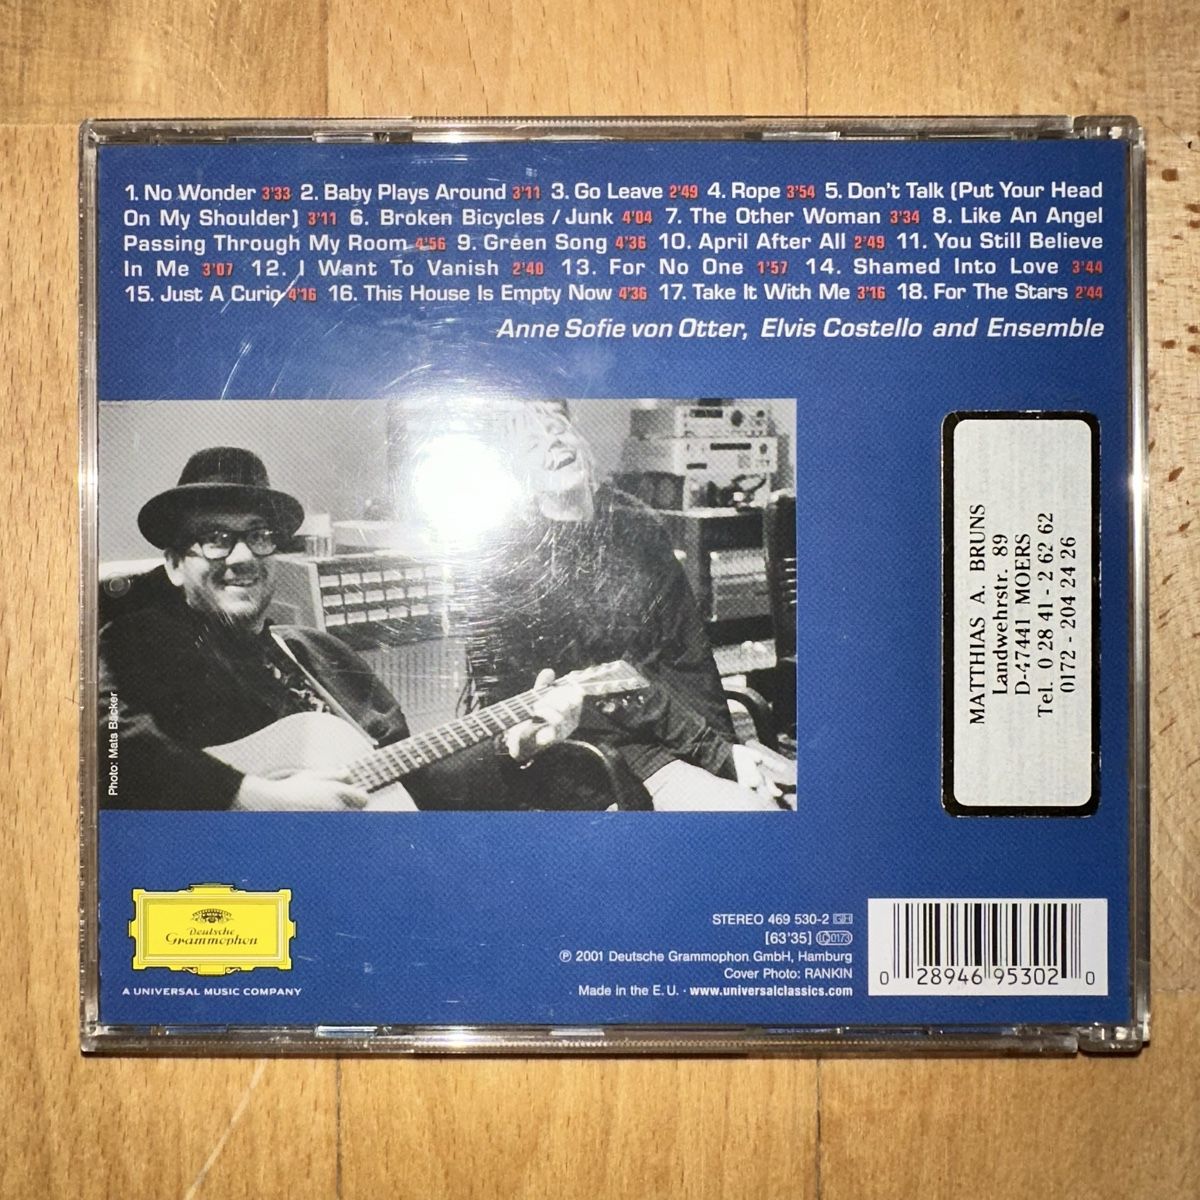 1. No Wonder 3'33 2. Baby Plays Around 3'11 3. Go Leave 2'49 4. Rope 3'54 5. Don't Talk (Put Your Head
On My Shoulder) 3'11 6. Broken Bicycles / Junk 4'04 7. The Other Woman 3'34 8. Like An Angel
Passing Through My Room 4'56 9. Green Song 4'36 10. April After All 2'49 11. You Still Believe
In Me 3'07 12. I Want To Vanish 2'40 13. For No One 1'57 14. Shamed Into Love 3'44
15. Just A Curio 4'16 16. This House Is Empty Now 4'36 17. Take It With Me 3'16 18. For The Stars 2'44
Anne Sofie von Otter, Elvis Costello and Ensemble
Photo: Mats Bäcker
MATTHIAS A. BRUNS
Landwehrstr. 89
D-47441 MOERS
Tel. 0 28 41 - 2 62 62
0172 - 204 24 26
Deutsche
Grammophon
A UNIVERSAL MUSIC COMPANY
STEREO 469 530-2 GH
[63'35] LC 0173
℗ 2001 Deutsche Grammophon GmbH, Hamburg
Cover Photo: RANKIN
Made in the E. U. · www.universalclassics.com
0 28946 95302 0